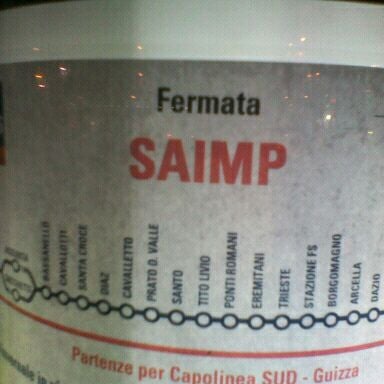 Fermata
SAIMP
BASSANELLO
CAVALLOTTI
SANTA CROCE
DIAZ
CAVALLETTO
PRATO D. VALLE
SANTO
TITO LIVIO
PONTI ROMANI
EREMITANI
TRIESTE
STAZIONE FS
BORGOMAGNO
ARCELLA
DAZIO
Partenze per Capolinea SUD - Guizza